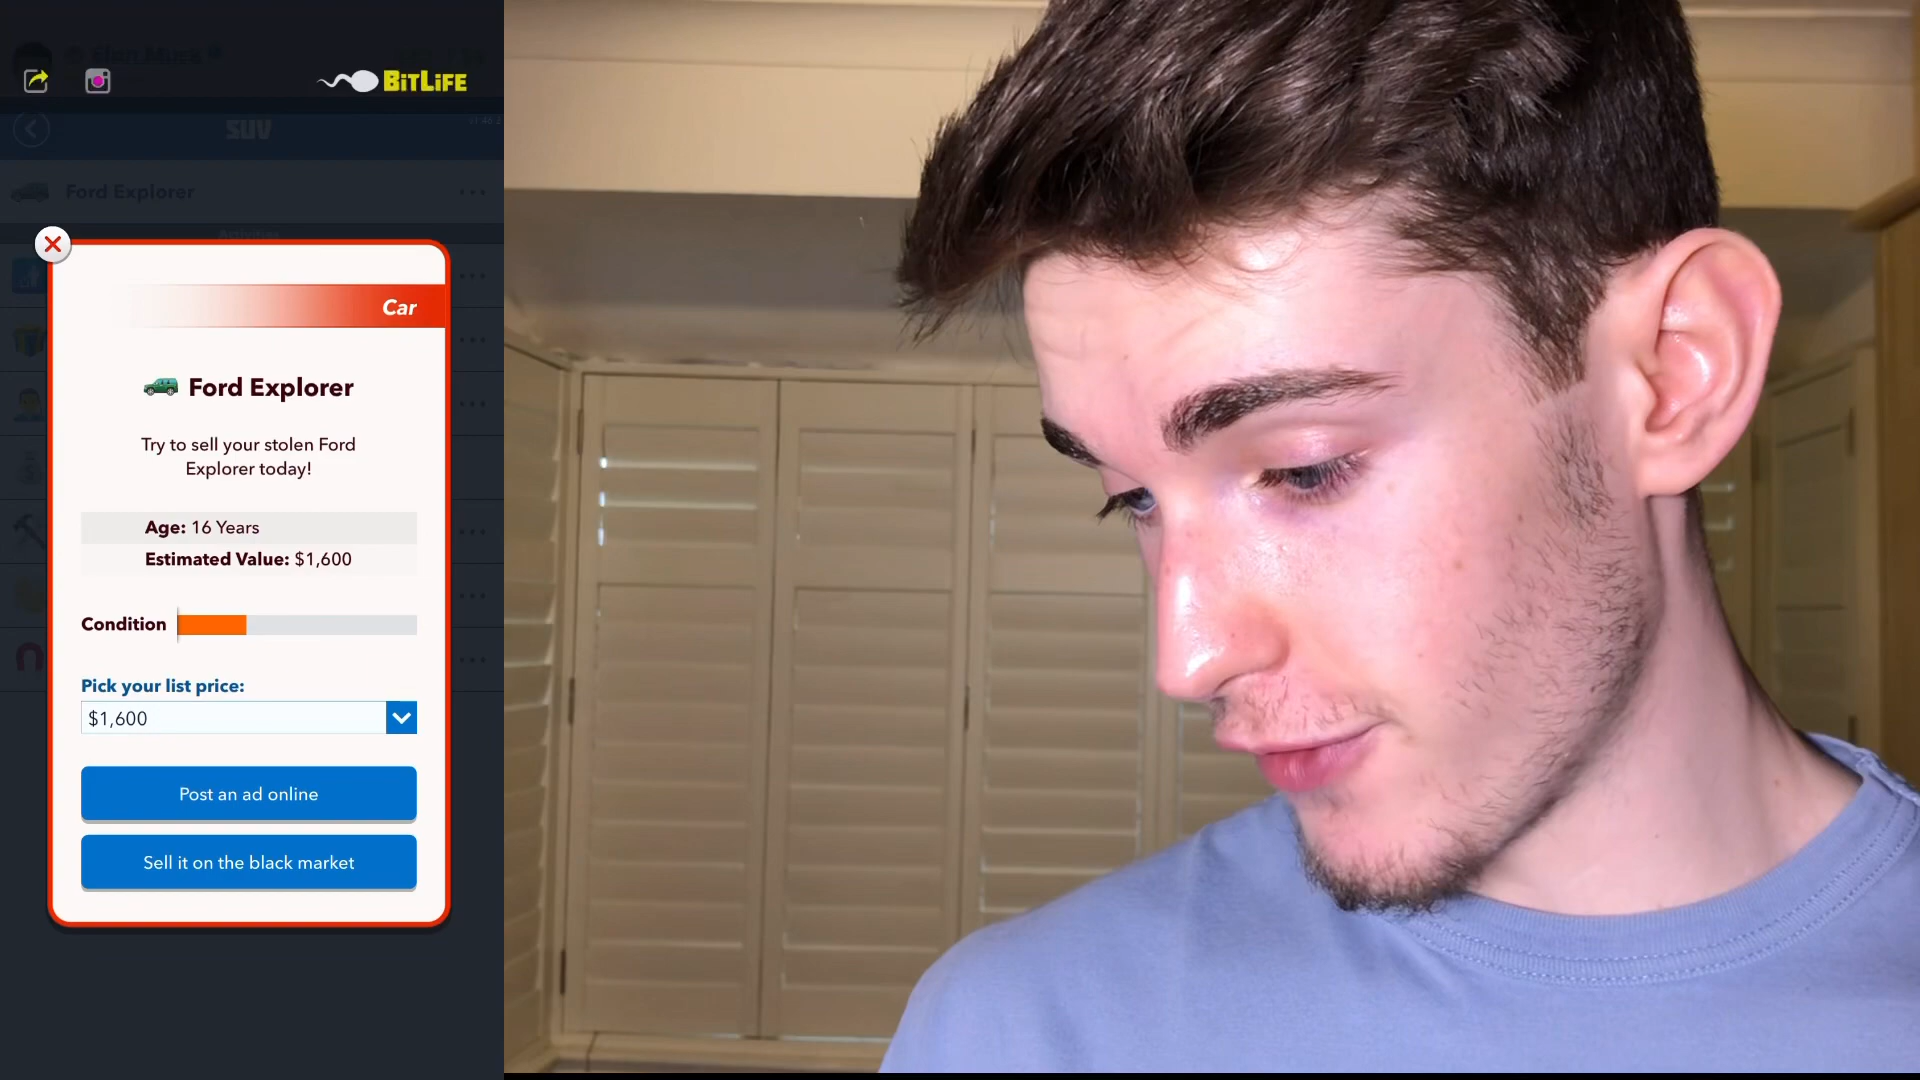 BITLIFE
SUV
Ford Explorer
Activities
Car
Ford Explorer
Try to sell your stolen Ford
Explorer today!
Age: 16 Years
Estimated Value: $1,600
Condition
Pick your list price:
$1,600
Post an ad online
Sell it on the black market